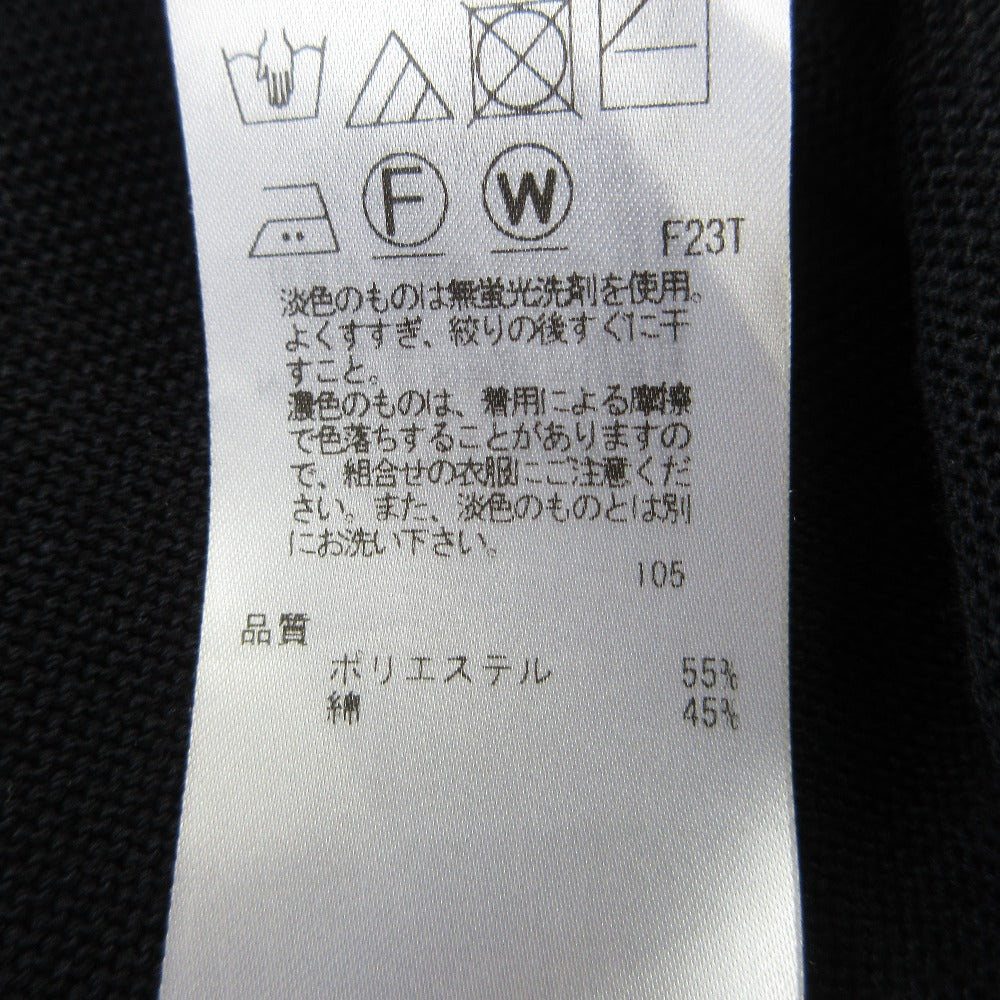 F W F23T
淡色のものは無蛍光洗剤を使用。
よくすすぎ、絞りの後すぐに干
すこと。
濃色のものは、着用による摩擦
で色落ちすることがありますの
で、組合せの衣服にご注意くだ
さい。また、淡色のものとは別
にお洗い下さい。
105
品質
ポリエステル 55%
綿 45%